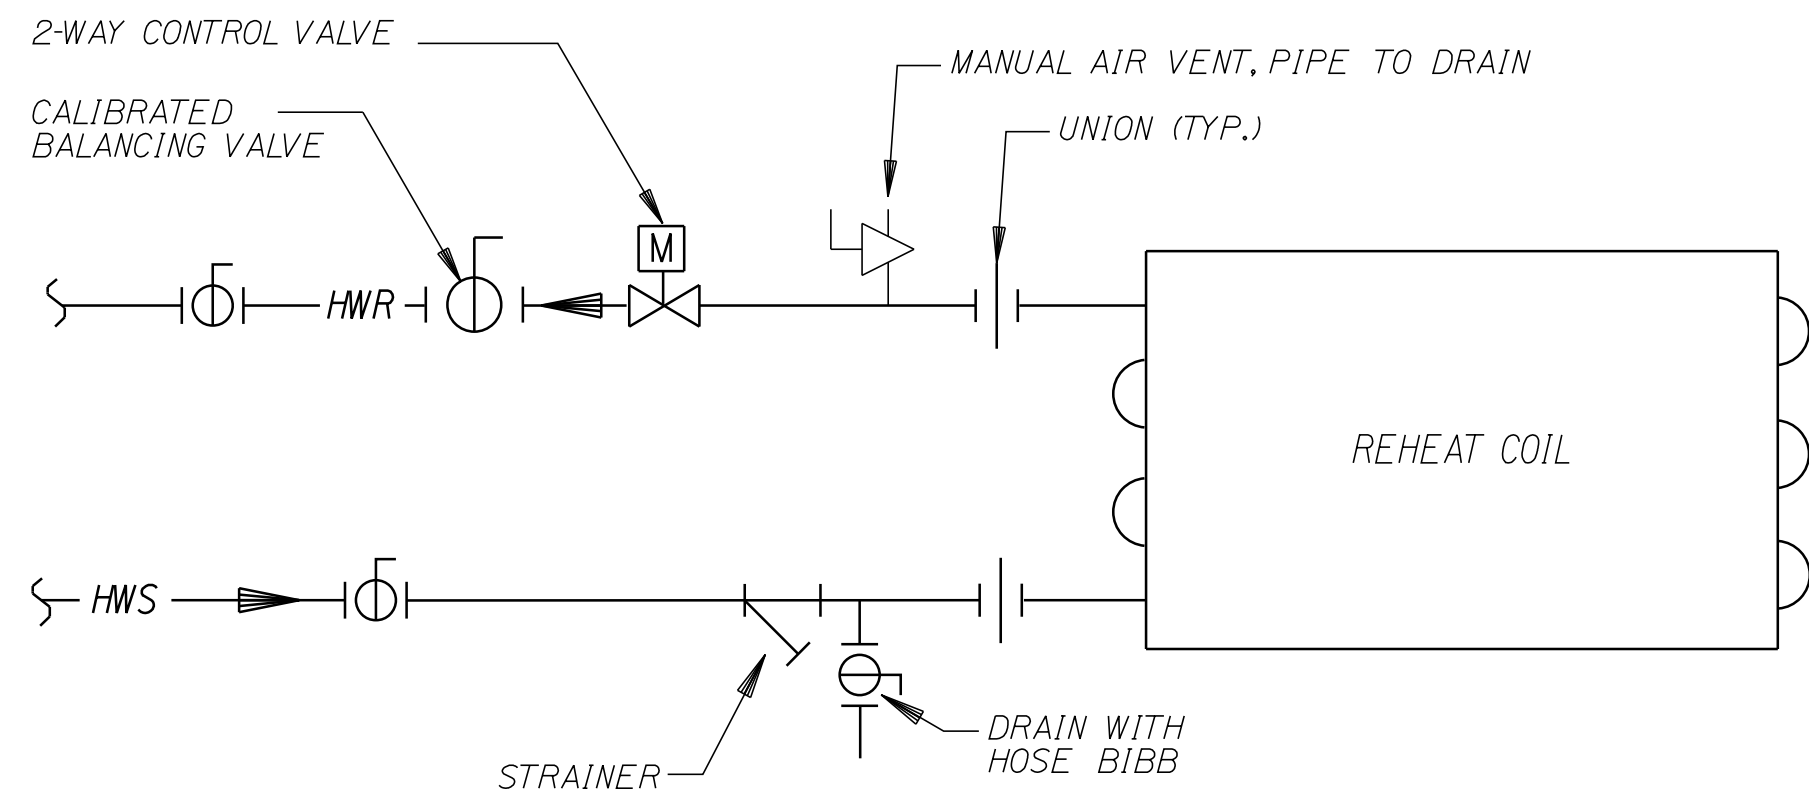 2-WAY CONTROL VALVE
MANUAL AIR VENT, PIPE TO DRAIN
CALIBRATED
BALANCING VALVE
UNION (TYP.)
M
HWR
REHEAT COIL
HWS
DRAIN WITH
HOSE BIBB
STRAINER